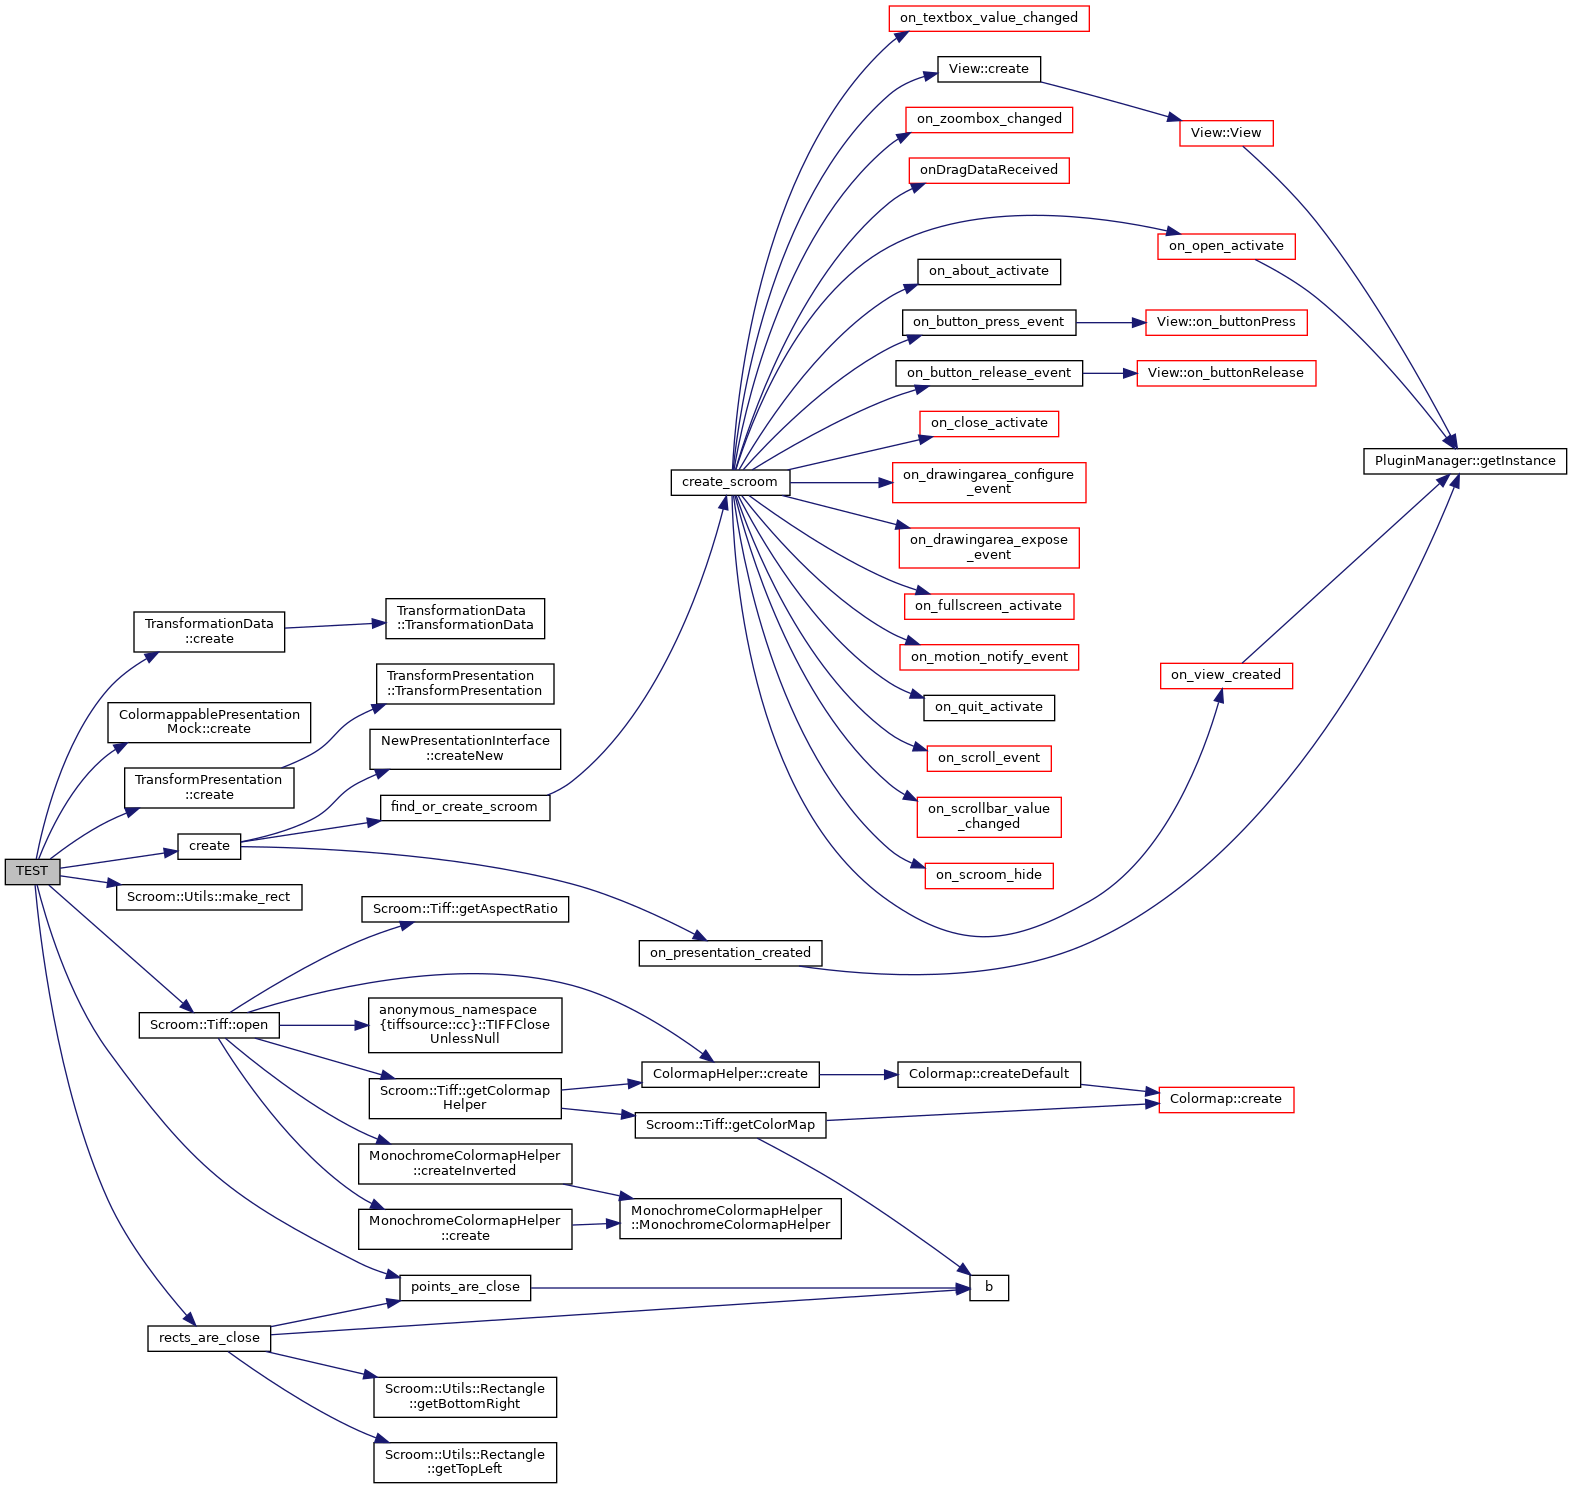 on_textbox_value_changed
View::create
on_zoombox_changed
View::View
onDragDataReceived
on_open_activate
on_about_activate
on_button_press_event
View::on_buttonPress
on_button_release_event
View::on_buttonRelease
on_close_activate
PluginManager::getInstance
create_scroom
on_drawingarea_configure
_event
on_drawingarea_expose
_event
on_fullscreen_activate
TransformationData
::TransformationData
TransformationData
::create
on_motion_notify_event
on_view_created
TransformPresentation
::TransformPresentation
on_quit_activate
ColormappablePresentation
Mock::create
NewPresentationInterface
::createNew
on_scroll_event
TransformPresentation
::create
find_or_create_scroom
on_scrollbar_value
_changed
create
TEST
on_scroom_hide
Scroom::Utils::make_rect
Scroom::Tiff::getAspectRatio
on_presentation_created
anonymous_namespace
{tiffsource::cc}::TIFFClose
UnlessNull
Scroom::Tiff::open
ColormapHelper::create
Colormap::createDefault
Scroom::Tiff::getColormap
Helper
Colormap::create
Scroom::Tiff::getColorMap
MonochromeColormapHelper
::createInverted
MonochromeColormapHelper
::MonochromeColormapHelper
MonochromeColormapHelper
::create
points_are_close
b
rects_are_close
Scroom::Utils::Rectangle
::getBottomRight
Scroom::Utils::Rectangle
::getTopLeft